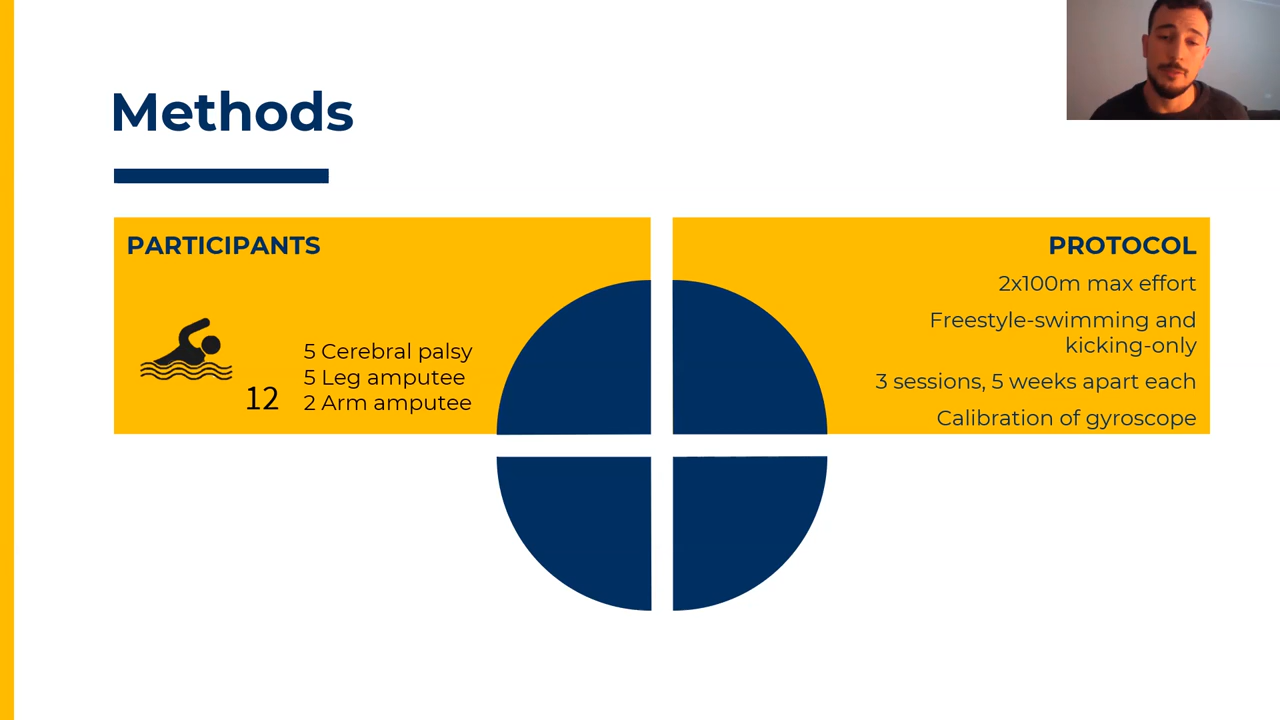 Methods
PARTICIPANTS
12
5 Cerebral palsy
5 Leg amputee
2 Arm amputee
PROTOCOL
2x100m max effort
Freestyle-swimming and
kicking-only
3 sessions, 5 weeks apart each
Calibration of gyroscope